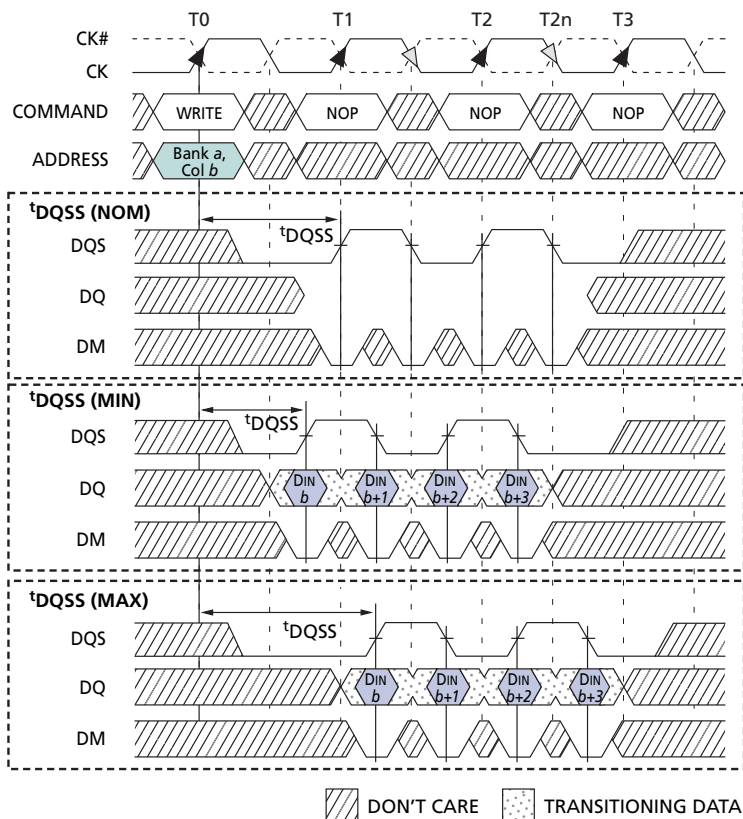 T0 T1 T2 T2n T3
CK#
CK
COMMAND WRITE NOP NOP NOP
ADDRESS Bank a, Col b
tDQSS (NOM)
tDQSS
DQS
DQ
DM
tDQSS (MIN)
tDQSS
DQS
DQ DIN b DIN b+1 DIN b+2 DIN b+3
DM
tDQSS (MAX)
tDQSS
DQS
DQ DIN b DIN b+1 DIN b+2 DIN b+3
DM
DON'T CARE TRANSITIONING DATA